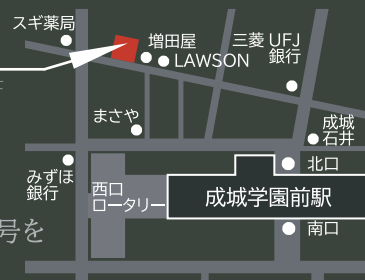 スギ薬局
増田屋
LAWSON
三菱 UFJ
銀行
まさや
成城
石井
みずほ
銀行
西口
ロータリー
北口
成城学園前駅
南口
号を